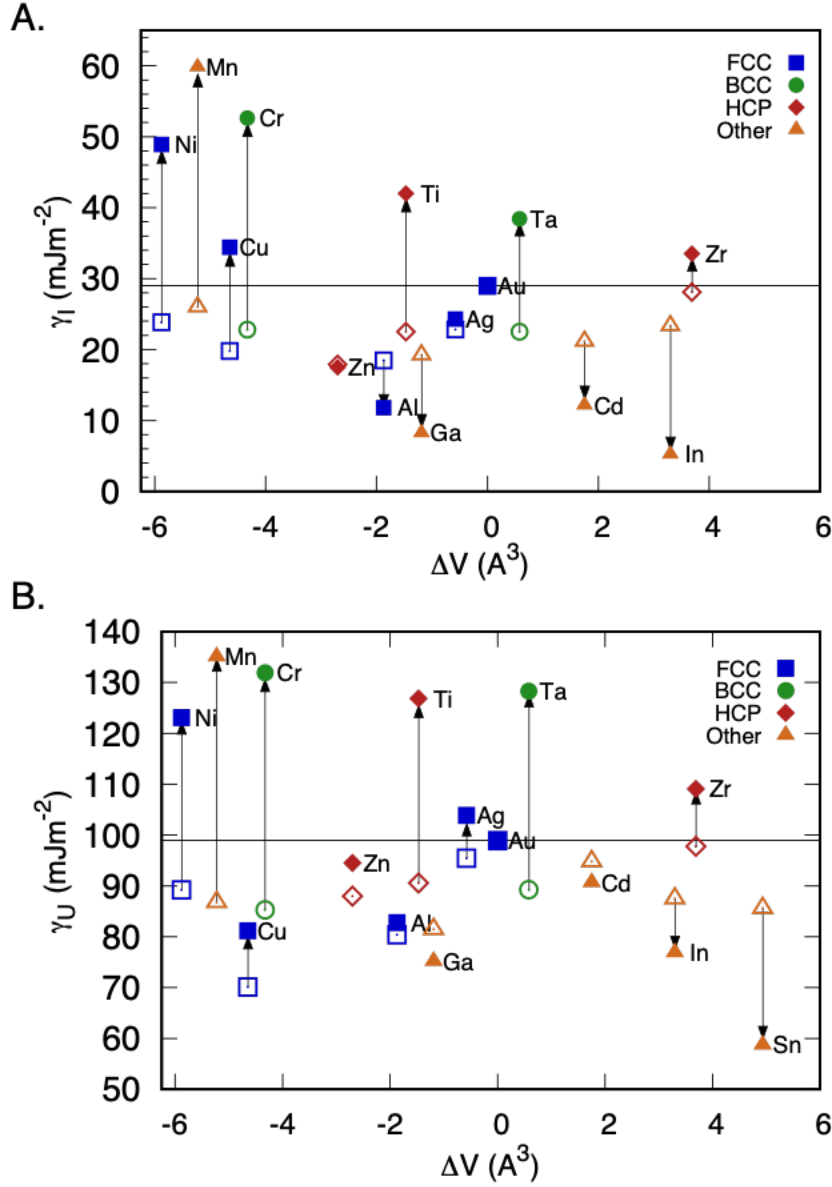 A.
FCC
BCC
HCP
Other
60
50
40
30
20
10
0
γI (mJm⁻²)
Mn
Cr
Ni
Ti
Ta
Cu
Zr
Au
Ag
Zn
Al
Ga
Cd
In
-6 -4 -2 0 2 4 6
ΔV (A³)
B.
FCC
BCC
HCP
Other
140
130
120
110
100
90
80
70
60
50
γU (mJm⁻²)
Mn
Cr
Ni
Ti
Ta
Zr
Ag
Au
Zn
Cd
Cu
Al
Ga
In
Sn
-6 -4 -2 0 2 4 6
ΔV (A³)